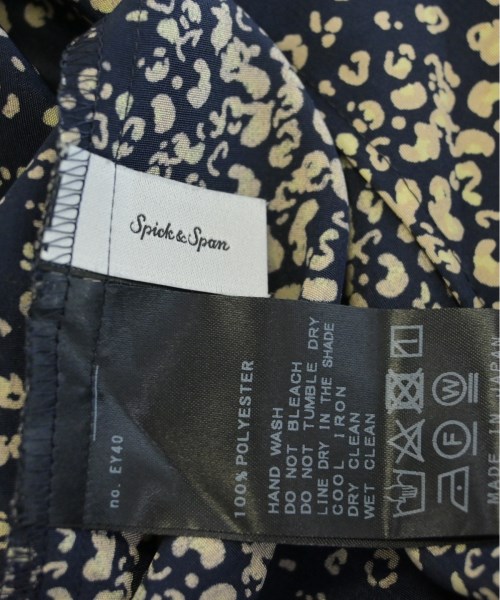 Spick & Span
no. EY40
100% POLYESTER
HAND WASH
DO NOT BLEACH
DO NOT TUMBLE DRY
LINE DRY IN THE SHADE
COOL IRON
DRY CLEAN
WET CLEAN
F
W
MADE IN JAPAN